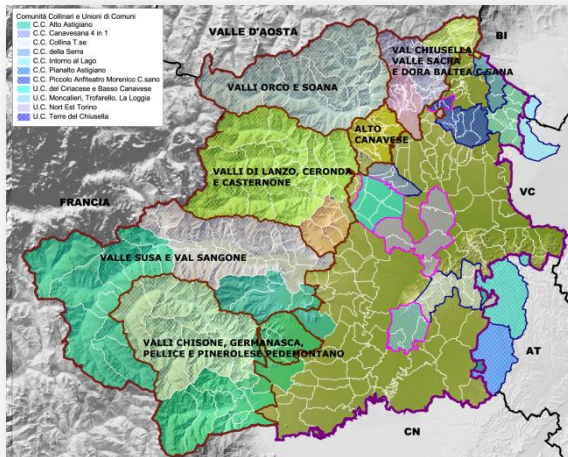 Comunità Collinari e Unioni di Comuni
C.C. Alto Astigiano
C.C. Canavesana 4 in 1
C.C. Collina T.se
C.C. della Serra
C.C. Intorno al Lago
C.C. Pianalto Astigiano
C.C. Piccolo Anfiteatro Morenico C.sano
U.C. del Ciriacese e Basso Canavese
U.C. Moncalieri, Trofarello, La Loggia
U.C. Nort Est Torino
U.C. Terre del Chiusella
VALLE D'AOSTA
BI
VAL CHIUSELLA,
VALLE SACRA
E DORA BALTEA C.SANA
VALLI ORCO E SOANA
ALTO
CANAVESE
VALLI DI LANZO, CERONDA
E CASTERNONE
VC
FRANCIA
VALLE SUSA E VAL SANGONE
VALLI CHISONE, GERMANASCA,
PELLICE E PINEROLESE PEDEMONTANO
AT
CN